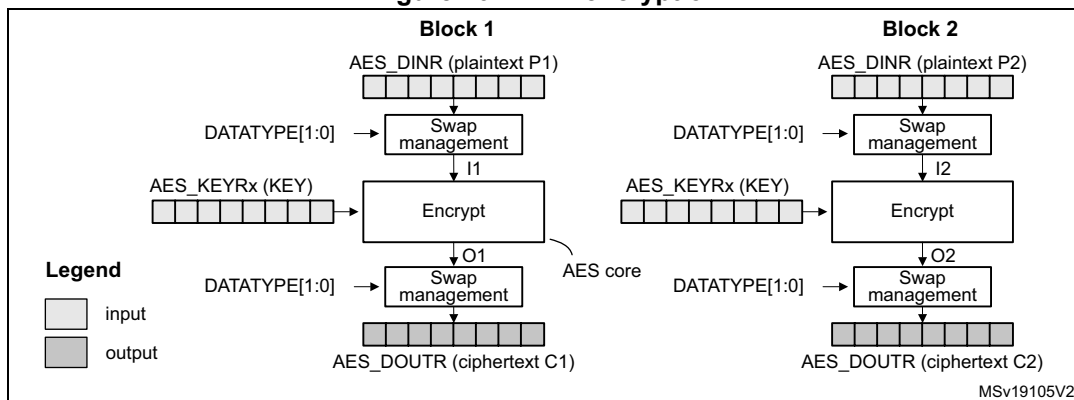 Block 1
Block 2
AES_DINR (plaintext P1)
AES_DINR (plaintext P2)
DATATYPE[1:0]
Swap
management
DATATYPE[1:0]
Swap
management
I1
I2
AES_KEYRx (KEY)
Encrypt
AES_KEYRx (KEY)
Encrypt
O1
O2
AES core
Legend
DATATYPE[1:0]
Swap
management
DATATYPE[1:0]
Swap
management
input
output
AES_DOUTR (ciphertext C1)
AES_DOUTR (ciphertext C2)
MSv19105V2